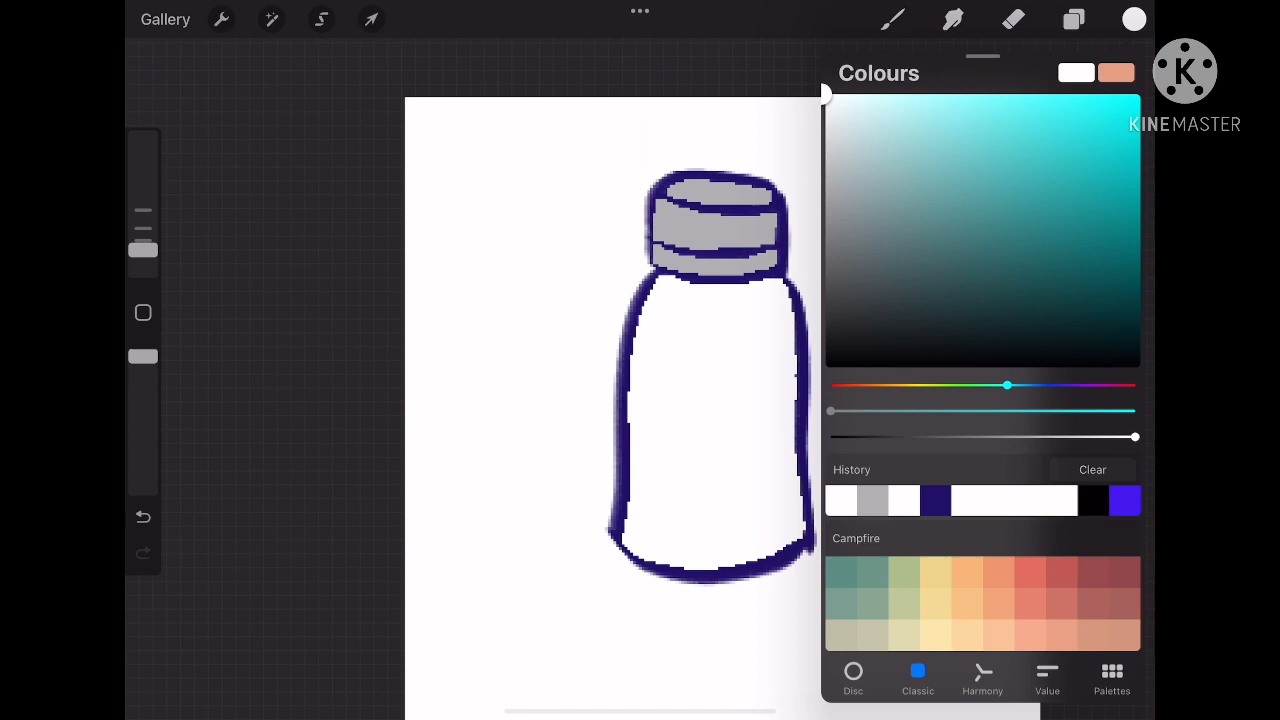 Gallery
Colours
K
KINEMASTER
History
Clear
Campfire
Disc
Classic
Harmony
Value
Palettes